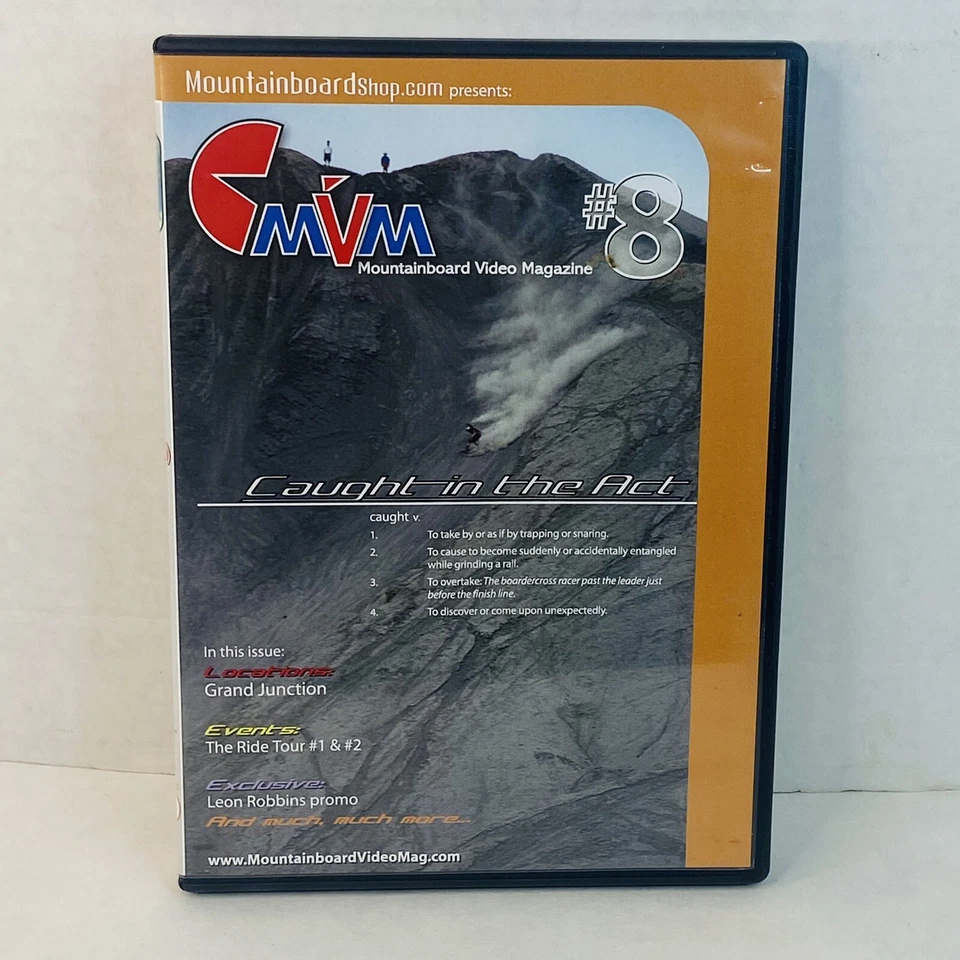 MountainboardShop.com presents:
MVM
#8
Mountainboard Video Magazine
Caught in the Act
caught v.
1. To take by or as if by trapping or snaring.
2. To cause to become suddenly or accidentally entangled
while grinding a rail.
3. To overtake: The boardercross racer past the leader just
before the finish line.
4. To discover or come upon unexpectedly.
In this issue:
Locations:
Grand Junction
Events:
The Ride Tour #1 & #2
Exclusive:
Leon Robbins promo
And much, much more...
www.MountainboardVideoMag.com